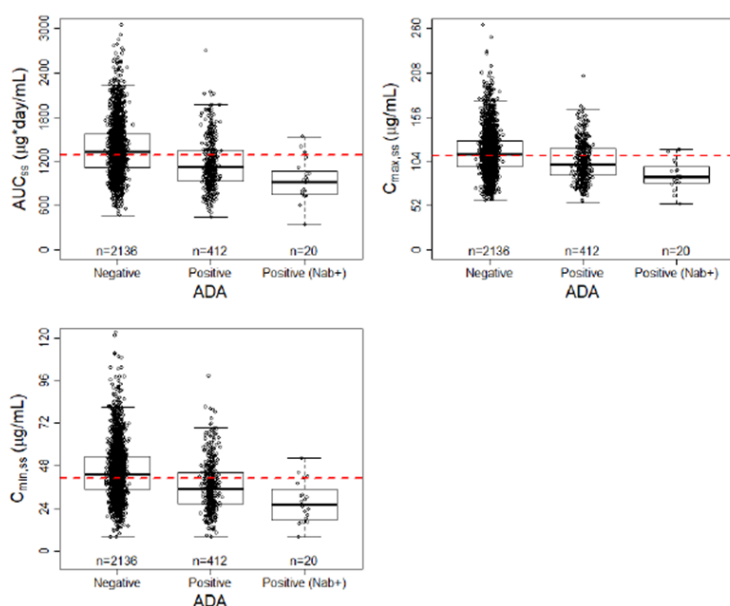 AUCss (µg*day/mL)
3000
2400
1800
1200
600
0
n=2136 n=412 n=20
Negative Positive Positive (Nab+)
ADA
Cmax,ss (µg/mL)
260
208
156
104
52
0
n=2136 n=412 n=20
Negative Positive Positive (Nab+)
ADA
Cmin,ss (µg/mL)
120
96
72
48
24
0
n=2136 n=412 n=20
Negative Positive Positive (Nab+)
ADA